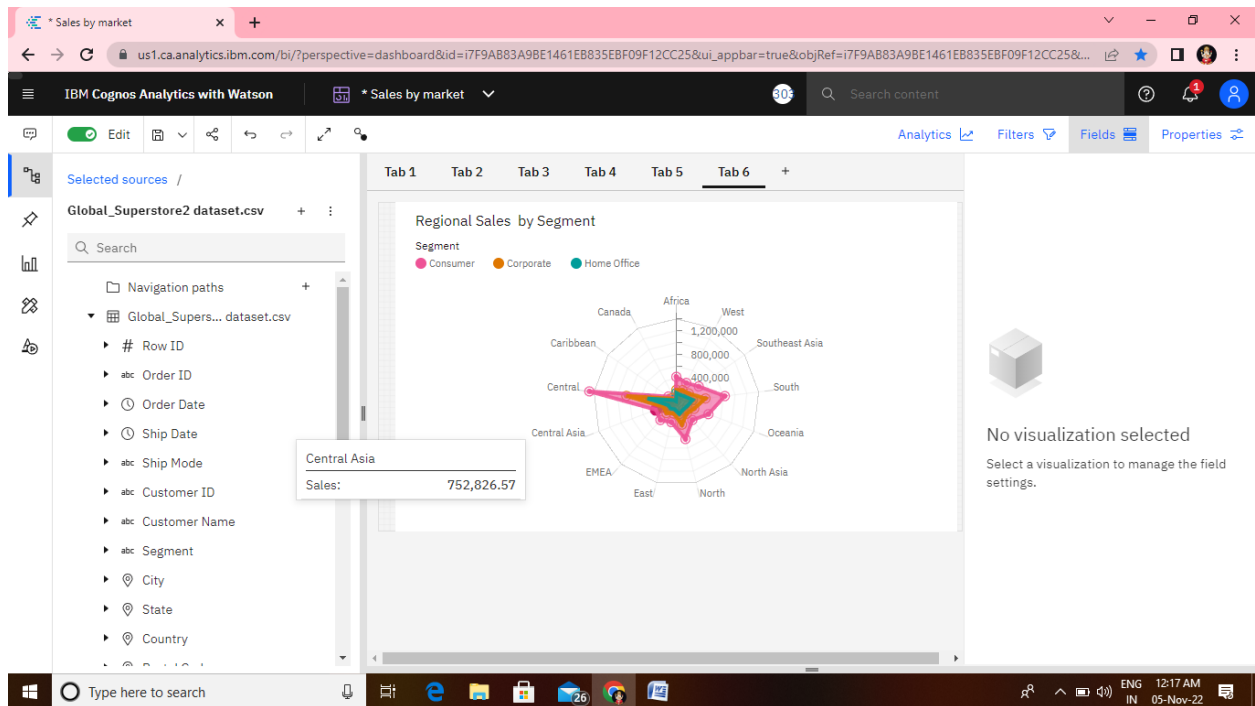 * Sales by market
us1.ca.analytics.ibm.com/bi/?perspective=dashboard&id=i7F9AB83A9BE1461EB835EBF09F12CC25&ui_appbar=true&objRef=i7F9AB83A9BE1461EB835EBF09F12CC25&...
IBM Cognos Analytics with Watson
* Sales by market
Search content
1
Edit
Analytics
Filters
Fields
Properties
Selected sources /
Global_Superstore2 dataset.csv
Search
Navigation paths
Global_Supers... dataset.csv
# Row ID
abc Order ID
Order Date
Ship Date
abc Ship Mode
abc Customer ID
abc Customer Name
abc Segment
City
State
Country
Tab 1 Tab 2 Tab 3 Tab 4 Tab 5 Tab 6 +
Regional Sales by Segment
Segment
Consumer Corporate Home Office
Africa
West
Southeast Asia
South
Oceania
North Asia
North
East
EMEA
Central Asia
Central
Caribbean
Canada
1,200,000
800,000
400,000
Central Asia
Sales: 752,826.57
No visualization selected
Select a visualization to manage the field
settings.
Type here to search
26
ENG
IN
12:17 AM
05-Nov-22